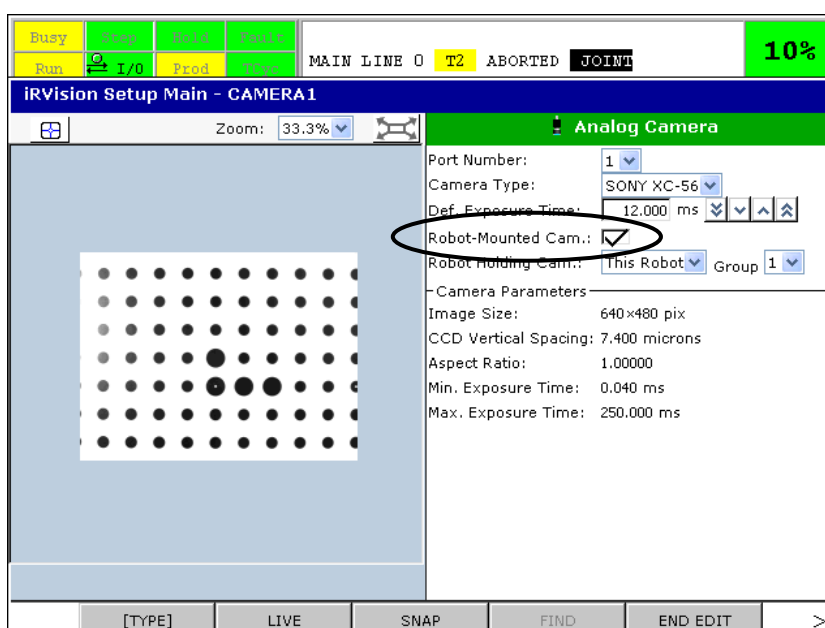 Busy Step Hold Fault
Run I/O Prod TCyc
MAIN LINE 0 T2 ABORTED JOINT
10%
iRVision Setup Main - CAMERA1
Zoom: 33.3%
Analog Camera
Port Number: 1
Camera Type: SONY XC-56
Def. Exposure Time: 12.000 ms
Robot-Mounted Cam.:
Robot Holding Cam.: This Robot Group 1
Camera Parameters
Image Size: 640×480 pix
CCD Vertical Spacing: 7.400 microns
Aspect Ratio: 1.00000
Min. Exposure Time: 0.040 ms
Max. Exposure Time: 250.000 ms
[TYPE] LIVE SNAP FIND END EDIT >